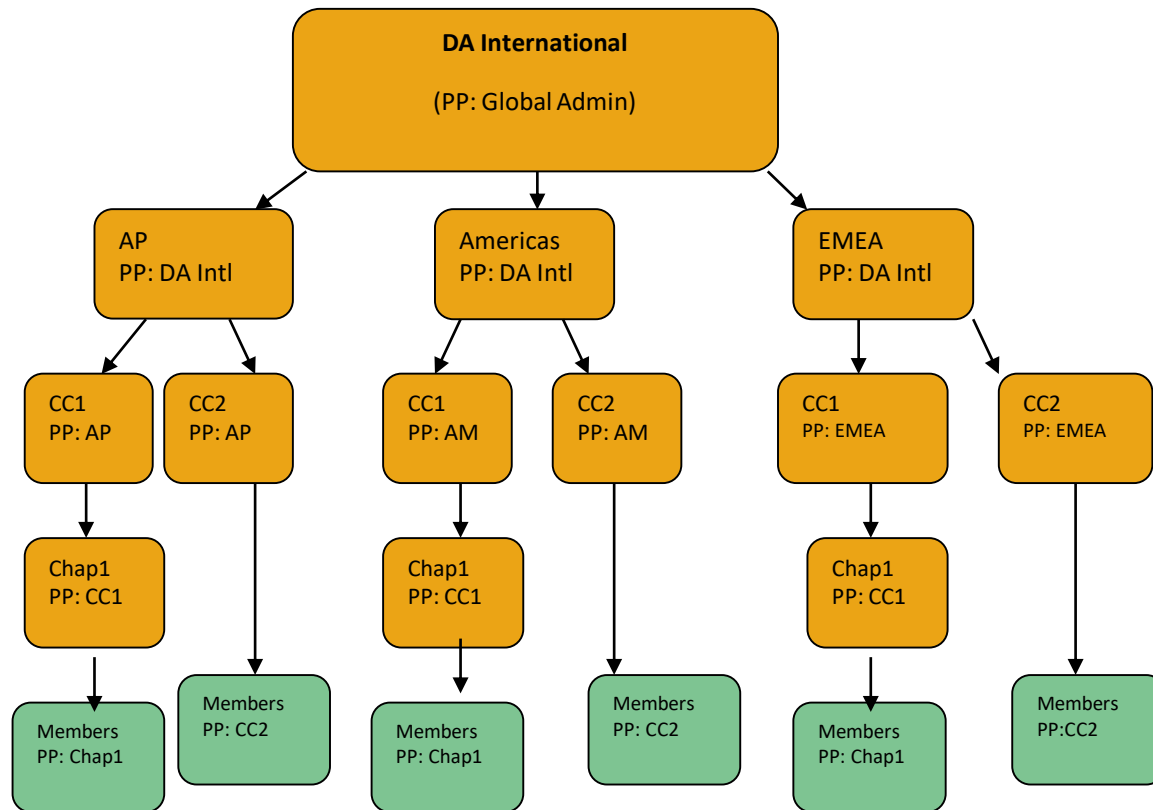 DA International
(PP: Global Admin)
AP
PP: DA Intl
Americas
PP: DA Intl
EMEA
PP: DA Intl
CC1
PP: AP
CC2
PP: AP
CC1
PP: AM
CC2
PP: AM
CC1
PP: EMEA
CC2
PP: EMEA
Chap1
PP: CC1
Chap1
PP: CC1
Chap1
PP: CC1
Members
PP: Chap1
Members
PP: CC2
Members
PP: Chap1
Members
PP: CC2
Members
PP: Chap1
Members
PP:CC2